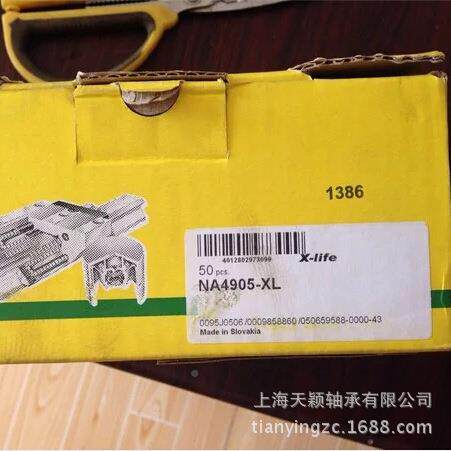 1386
4012802973099
X-life
50 pcs.
NA4905-XL
0095J0506 /0009858860 /050659588-0000-43
Made in Slovakia
上海天颖轴承有限公司
tianyingzc.1688.com